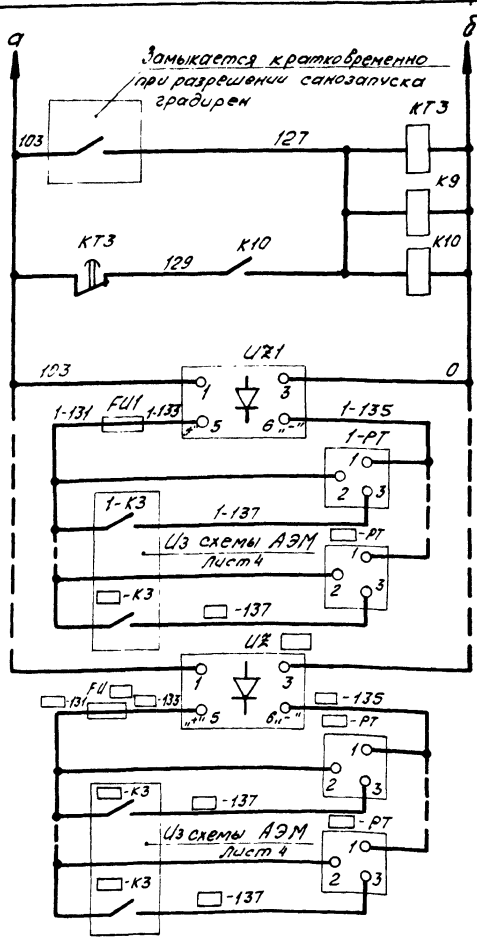 а б
Замыкается кратковременно
при разрешении самозапуска
градирен
КТ3
103 127
К9
КТ3 129 К10 К10
UZ1
103 1 3 0
1-131 FU1 1-133 "+" 5 6 "-" 1-135
1-РТ
1
2 3
1-К3 1-137
Из схемы АЭМ
Лист 4
□-РТ
1
2 3
□-К3 □-137
UZ □
1 3
□-131 FU □ □-133 "+" 5 6 "-" □-135
□-РТ
1
2 3
□-К3 □-137
Из схемы АЭМ
Лист 4
□-РТ
1
2 3
□-К3 □-137